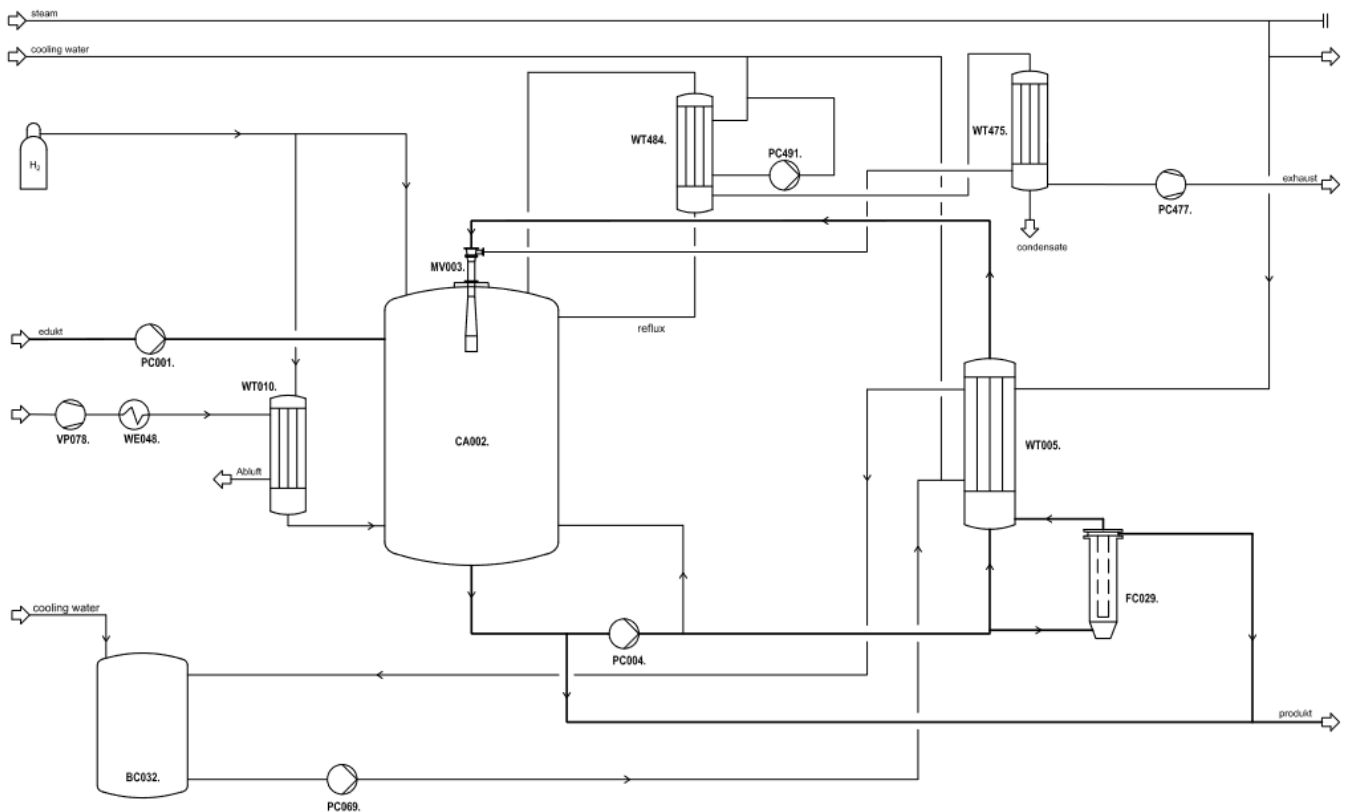 steam
cooling water
WT484.
PC491.
WT475.
H₂
exhaust
PC477.
condensate
MV003.
edukt
PC001.
reflux
WT010.
VP078.
WE048.
CA002.
WT005.
Abluft
cooling water
FC029.
PC004.
produkt
BC032.
PC069.